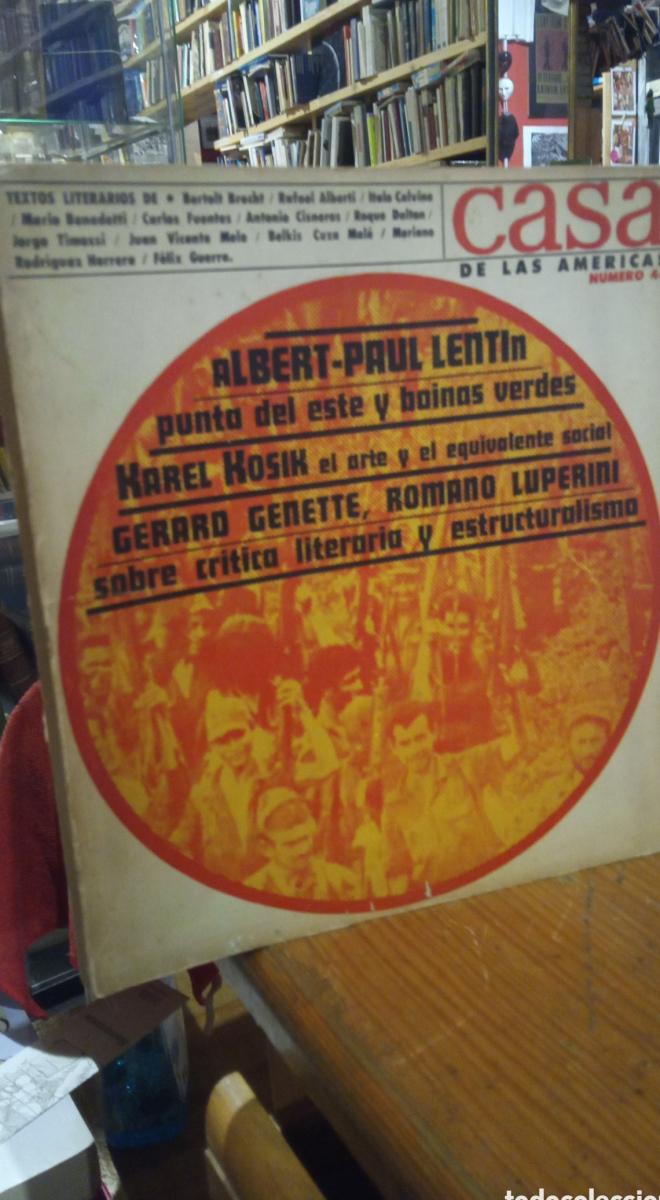 TEXTOS LITERARIOS DE • Bertolt Brecht / Rafael Alberti / Italo Calvino
/ Mario Benedetti / Carlos Fuentes / Antonio Cisneros / Roque Dalton /
Jorge Timossi / Juan Vicente Melo / Belkis Cuza Malé / Mariano
Rodríguez Herrera / Félix Guerra.
casa
DE LAS AMERICAS
NUMERO 4
ALBERT-PAUL LENTIN
punta del este y boinas verdes
KAREL KOSIK el arte y el equivalente social
GERARD GENETTE, ROMANO LUPERINI
sobre critica literaria y estructuralismo